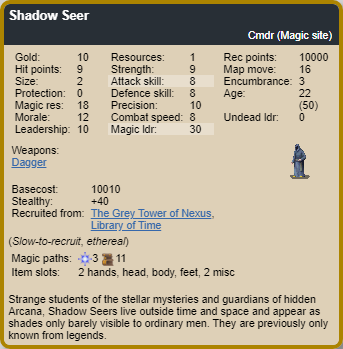 Shadow Seer
Cmdr (Magic site)
Gold: 10 Resources: 1 Rec points: 10000
Hit points: 9 Strength: 9 Map move: 16
Size: 2 Attack skill: 8 Encumbrance: 3
Protection: 0 Defence skill: 8 Age: 22
Magic res: 18 Precision: 10 (50)
Morale: 12 Combat speed: 8 Undead ldr: 0
Leadership: 10 Magic ldr: 30
Weapons:
Dagger
Basecost: 10010
Stealthy: +40
Recruited from: The Grey Tower of Nexus,
Library of Time
(Slow-to-recruit, ethereal)
Magic paths: 3 11
Item slots: 2 hands, head, body, feet, 2 misc
Strange students of the stellar mysteries and guardians of hidden
Arcana, Shadow Seers live outside time and space and appear as
shades only barely visible to ordinary men. They are previously only
known from legends.